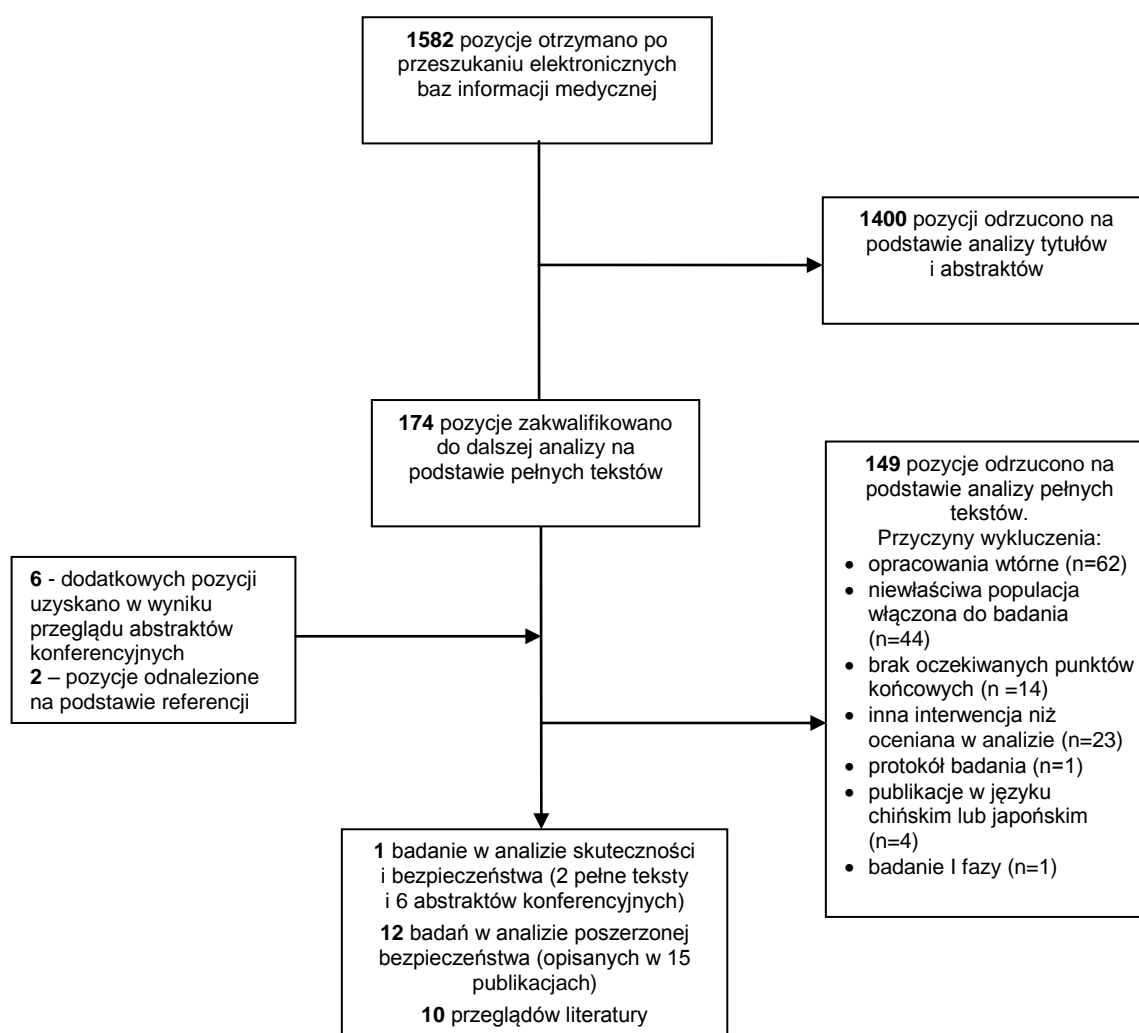 1582 pozycje otrzymano po
przeszukaniu elektronicznych
baz informacji medycznej
1400 pozycji odrzucono na
podstawie analizy tytułów
i abstraktów
174 pozycje zakwalifikowano
do dalszej analizy na
podstawie pełnych tekstów
149 pozycje odrzucono na
podstawie analizy pełnych
tekstów.
Przyczyny wykluczenia:
• opracowania wtórne (n=62)
• niewłaściwa populacja
włączona do badania
(n=44)
• brak oczekiwanych punktów
końcowych (n =14)
• inna interwencja niż
oceniana w analizie (n=23)
• protokół badania (n=1)
• publikacje w języku
chińskim lub japońskim
(n=4)
• badanie I fazy (n=1)
6 - dodatkowych pozycji
uzyskano w wyniku
przeglądu abstraktów
konferencyjnych
2 – pozycje odnalezione
na podstawie referencji
1 badanie w analizie skuteczności
i bezpieczeństwa (2 pełne teksty
i 6 abstraktów konferencyjnych)
12 badań w analizie poszerzonej
bezpieczeństwa (opisanych w 15
publikacjach)
10 przeglądów literatury